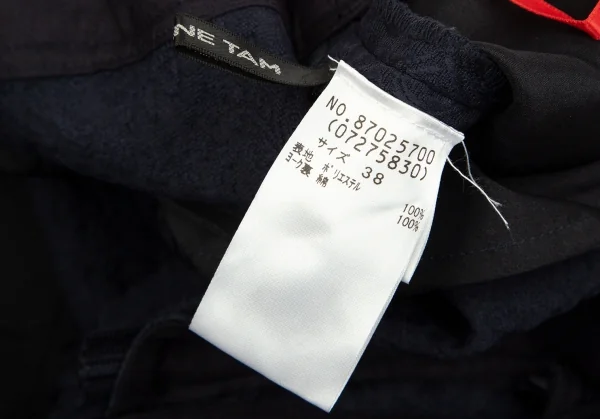 NE TAM
NO.87025700
(07275830)
サイズ 38
表地 ポリエステル 100%
ヨーク裏 綿 100%